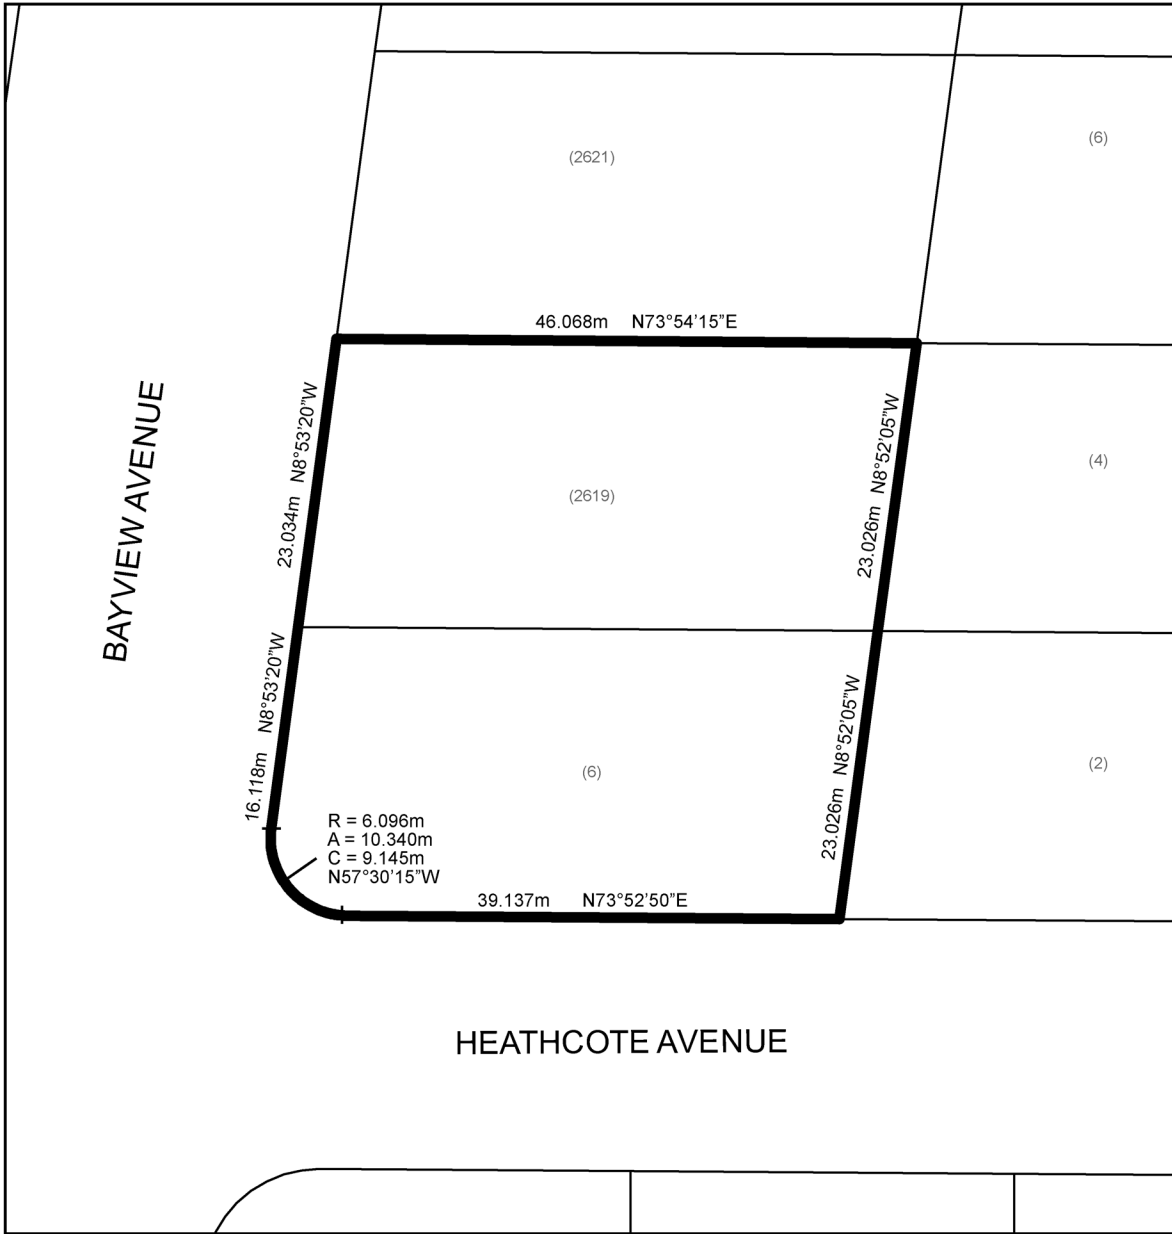 (2621)
(6)
46.068m N73°54’15”E
BAYVIEW AVENUE
23.034m N8°53’20”W
23.026m N8°52’05”W
(2619)
(4)
16.118m N8°53’20”W
23.026m N8°52’05”W
(6)
(2)
R = 6.096m
A = 10.340m
C = 9.145m
N57°30’15”W
39.137m N73°52’50”E
HEATHCOTE AVENUE